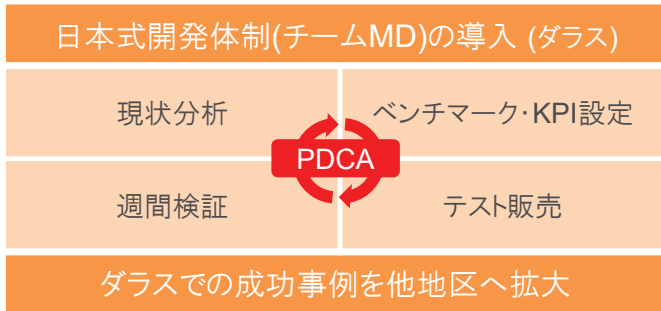 日本式開発体制(チームMD)の導入 (ダラス)
現状分析
ベンチマーク・KPI設定
PDCA
週間検証
テスト販売
ダラスでの成功事例を他地区へ拡大